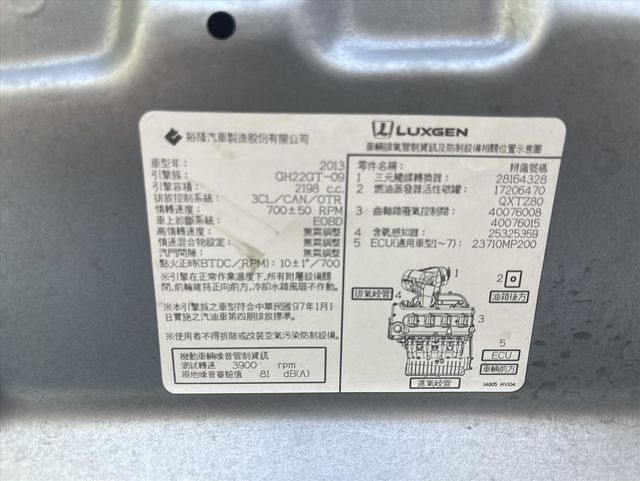 裕隆汽車製造股份有限公司
車型年: 2013
引擎族: GH22GT-09
引擎容積: 2198 c.c.
排放控制系統: 3CL/CAN/OTR
惰轉速度: 700±50 RPM
車上診斷系統: EOBD
高惰轉速度: 無需調整
惰速混合物設定: 無需調整
汽門間隙: 無需調整
點火正時(BTDC/RPM): 10±1°/700
※引擎在正常作業溫度下,所有附屬設備關
閉,前輪維持正向前方,冷卻水箱風扇不作動。
※本引擎族之車型符合中華民國97年1月1
日實施之汽油車第四期排放標準。
※使用者不得拆除或改裝空氣污染防制設備。
機動車輛噪音管制資訊
測試轉速 3900 rpm
原地噪音審驗值 81 dB(A)
LUXGEN
車輛排氣管制資訊及防制設備相關位置示意圖
零件名稱: 辨識號碼
1 三元觸媒轉換器: 28164328
2 燃油蒸發器活性碳罐: 17206470
QXTZ80
3 曲軸箱廢氣控制閥: 40076008
40076015
4 含氧感知器: 25325359
5 ECU(適用車型1~7): 23710MP200
1
2
排氣歧管
4
油箱後方
3
5
ECU
車輛前方
進氣歧管
14805 MV104